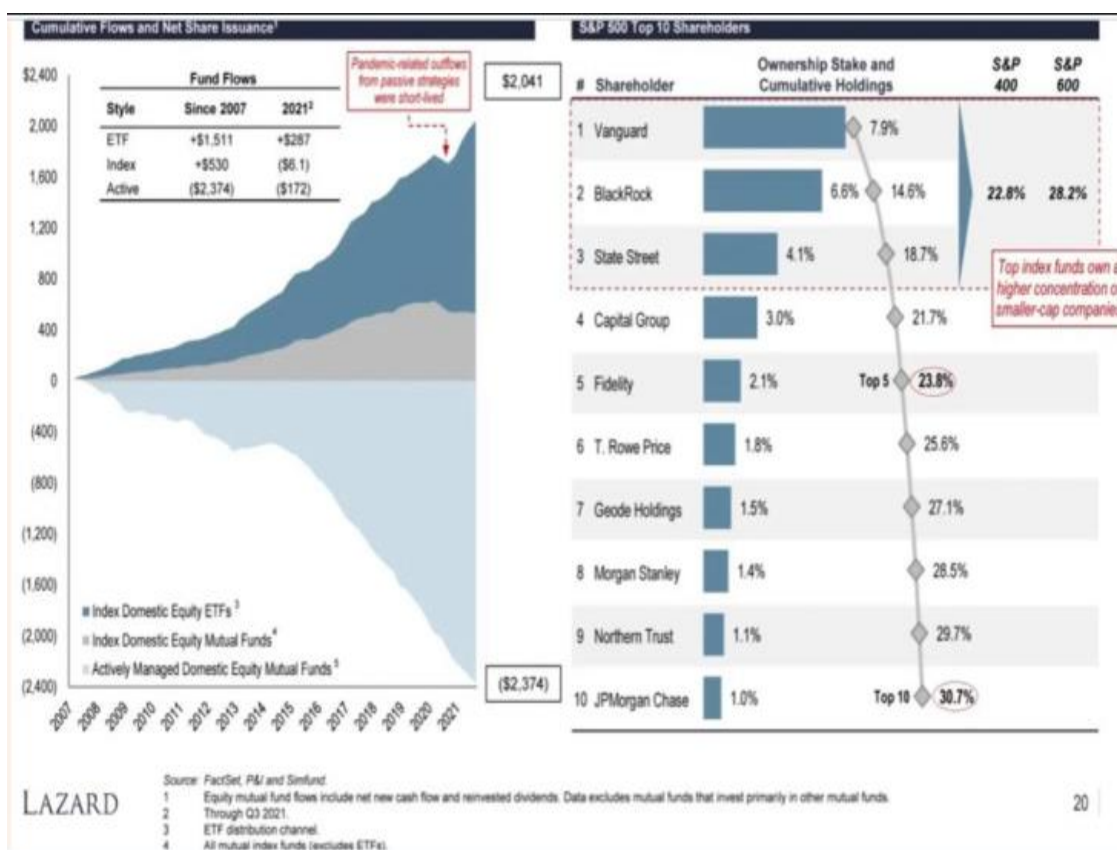 Cumulative Flows and Net Share Issuance¹
$2,400
2,000
1,600
1,200
800
400
0
(400)
(800)
(1,200)
(1,600)
(2,000)
(2,400)
Fund Flows
Style Since 2007 2021²
ETF +$1,511 +$287
Index +$530 ($6.1)
Active ($2,374) ($172)
Pandemic-related outflows
from passive strategies
were short-lived
$2,041
($2,374)
Index Domestic Equity ETFs ³
Index Domestic Equity Mutual Funds⁴
Actively Managed Domestic Equity Mutual Funds ⁵
2007 2008 2009 2010 2011 2012 2013 2014 2015 2016 2017 2018 2019 2020 2021
S&P 500 Top 10 Shareholders
# Shareholder Ownership Stake and Cumulative Holdings S&P 400 S&P 600
1 Vanguard 7.9%
2 BlackRock 6.6% 14.6% 22.8% 28.2%
3 State Street 4.1% 18.7%
Top index funds own
higher concentration
smaller-cap companie
4 Capital Group 3.0% 21.7%
5 Fidelity 2.1% Top 5 23.8%
6 T. Rowe Price 1.8% 25.6%
7 Geode Holdings 1.5% 27.1%
8 Morgan Stanley 1.4% 28.5%
9 Northern Trust 1.1% 29.7%
10 JPMorgan Chase 1.0% Top 10 30.7%
LAZARD
Source: FactSet, P&I and Simfund.
1 Equity mutual fund flows include net new cash flow and reinvested dividends. Data excludes mutual funds that invest primarily in other mutual funds.
2 Through Q3 2021.
3 ETF distribution channel.
4 All mutual index funds (excludes ETFs).
20